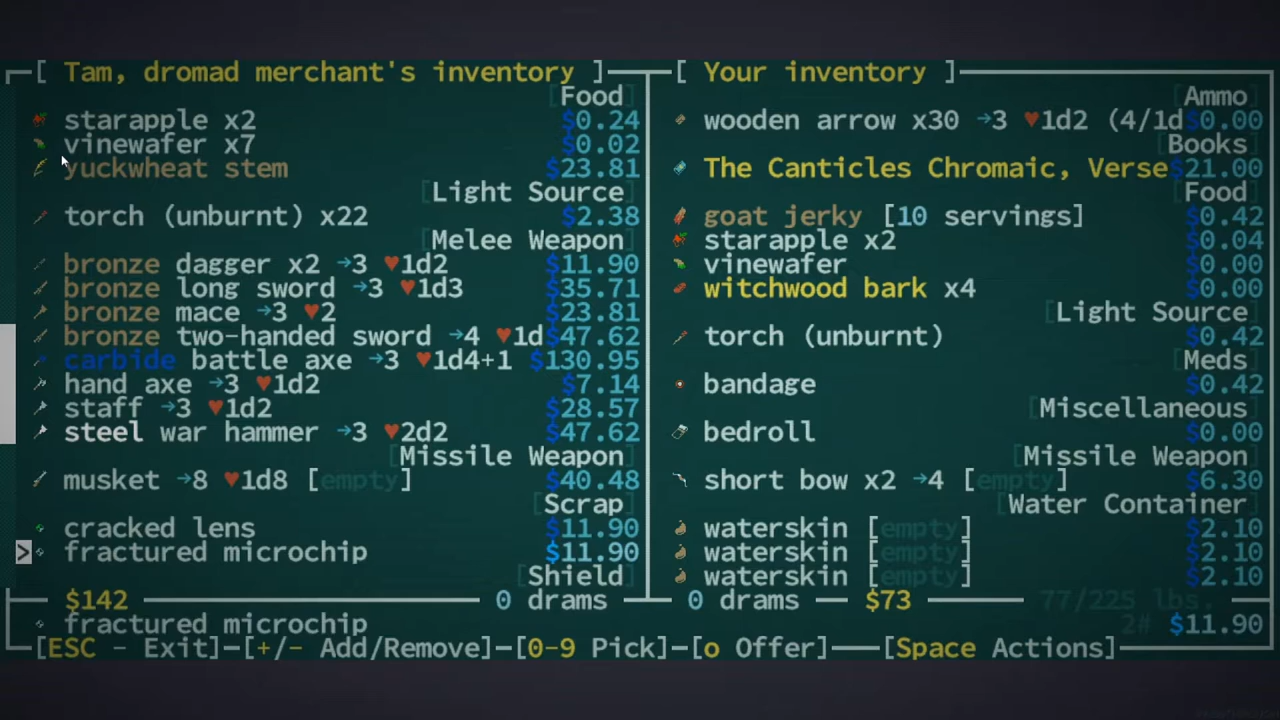 [ Tam, dromad merchant's inventory ]
[Food]
starapple x2 $0.24
vinewafer x7 $0.02
yuckwheat stem $23.81
[Light Source]
torch (unburnt) x22 $2.38
[Melee Weapon]
bronze dagger x2 →3 ♥1d2 $11.90
bronze long sword →3 ♥1d3 $35.71
bronze mace →3 ♥2 $23.81
bronze two-handed sword →4 ♥1d$47.62
carbide battle axe →3 ♥1d4+1 $130.95
hand axe →3 ♥1d2 $7.14
staff →3 ♥1d2 $28.57
steel war hammer →3 ♥2d2 $47.62
[Missile Weapon]
musket →8 ♥1d8 [empty] $40.48
[Scrap]
cracked lens $11.90
> fractured microchip $11.90
[Shield]
$142 0 drams
[ Your inventory ]
[Ammo]
wooden arrow x30 →3 ♥1d2 (4/1d$0.00
[Books]
The Canticles Chromaic, Verse$21.00
[Food]
goat jerky [10 servings] $0.42
starapple x2 $0.04
vinewafer $0.00
witchwood bark x4 $0.00
[Light Source]
torch (unburnt) $0.42
[Meds]
bandage $0.42
[Miscellaneous]
bedroll $0.00
[Missile Weapon]
short bow x2 →4 [empty] $6.30
[Water Container]
waterskin [empty] $2.10
waterskin [empty] $2.10
waterskin [empty] $2.10
0 drams $73 77/225 lbs.
fractured microchip 2# $11.90
[ESC - Exit]-[+/- Add/Remove]-[0-9 Pick]-[o Offer]-[Space Actions]